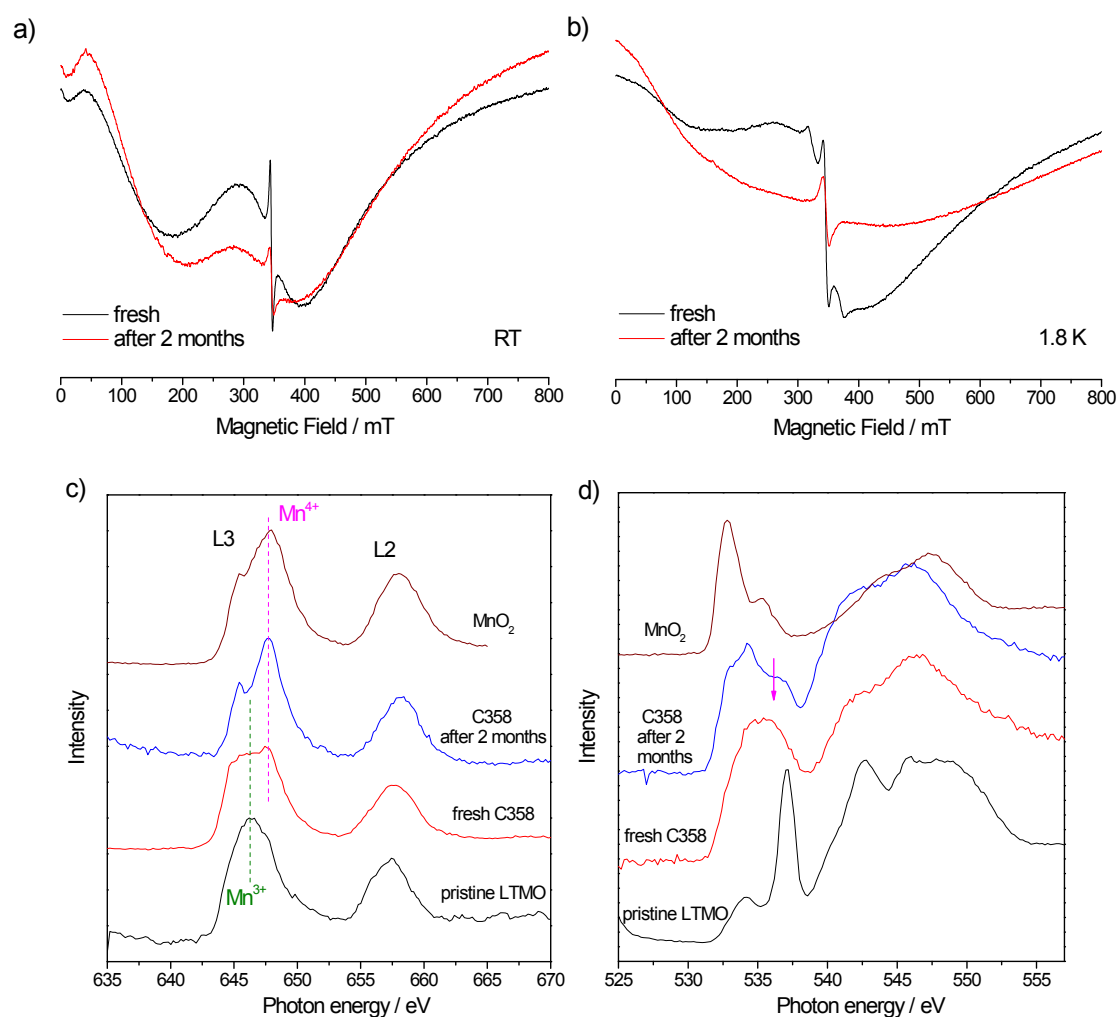 a)
fresh
after 2 months
RT
0 100 200 300 400 500 600 700 800
Magnetic Field / mT
b)
fresh
after 2 months
1.8 K
0 100 200 300 400 500 600 700 800
Magnetic Field / mT
c)
Mn⁴⁺
L3
L2
MnO₂
C358
after 2 months
fresh C358
Mn³⁺
pristine LTMO
Intensity
635 640 645 650 655 660 665 670
Photon energy / eV
d)
MnO₂
C358
after 2
months
fresh C358
pristine LTMO
Intensity
525 530 535 540 545 550 555
Photon energy / eV